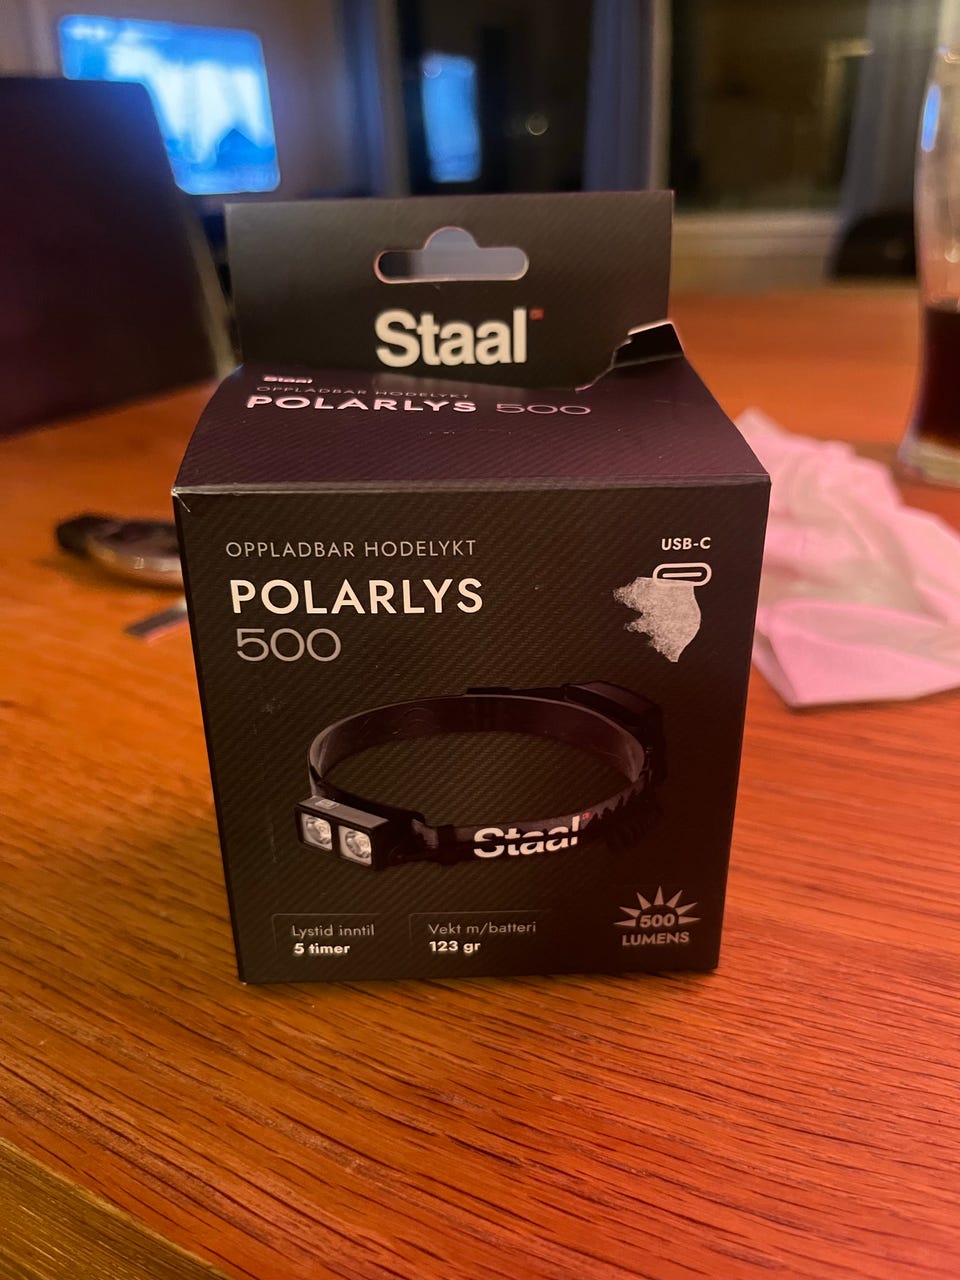 Staal
Staal
OPPLADBAR HODELYKT
POLARLYS 500
OPPLADBAR HODELYKT
POLARLYS
500
USB-C
Staal
Lystid inntil
5 timer
Vekt m/batteri
123 gr
500
LUMENS